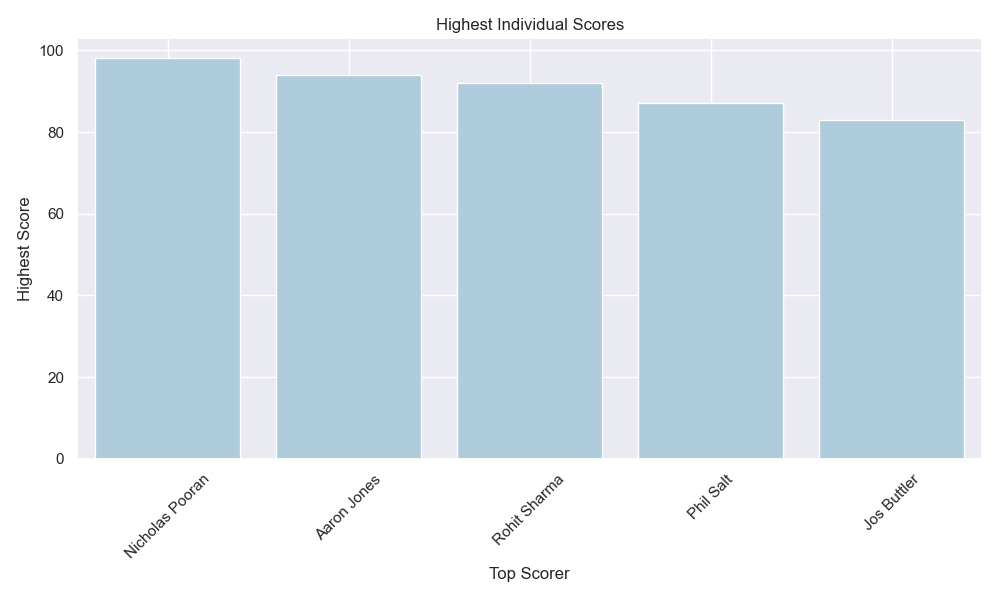 Highest Individual Scores
Highest Score
100
80
60
40
20
0
Nicholas Pooran
Aaron Jones
Rohit Sharma
Phil Salt
Jos Buttler
Top Scorer